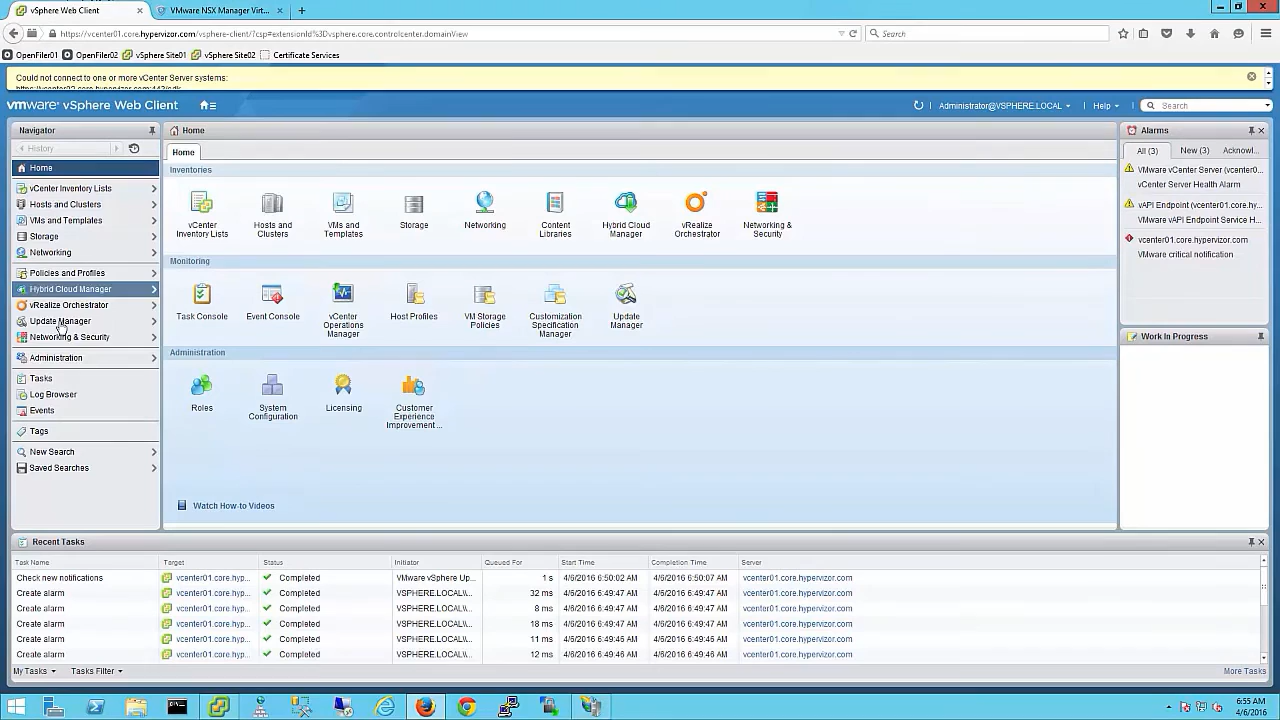 vSphere Web Client
VMware NSX Manager Virt...
https://vcenter01.core.hypervizor.com/vsphere-client/?csp=extensionId%3Dvsphere.core.controlcenter.domainView
Search
OpenFiler01
OpenFiler02
vSphere Site01
vSphere Site02
Certificate Services
Could not connect to one or more vCenter Server systems:
https://vcenter02.core.hypervizor.com:443/sdk
vmware® vSphere Web Client
Administrator@VSPHERE.LOCAL
Help
Search
Navigator
History
Home
vCenter Inventory Lists
Hosts and Clusters
VMs and Templates
Storage
Networking
Policies and Profiles
Hybrid Cloud Manager
vRealize Orchestrator
Update Manager
Networking & Security
Administration
Tasks
Log Browser
Events
Tags
New Search
Saved Searches
Home
Home
Inventories
vCenter
Inventory Lists
Hosts and
Clusters
VMs and
Templates
Storage
Networking
Content
Libraries
Hybrid Cloud
Manager
vRealize
Orchestrator
Networking &
Security
Monitoring
Task Console
Event Console
vCenter
Operations
Manager
Host Profiles
VM Storage
Policies
Customization
Specification
Manager
Update
Manager
Administration
Roles
System
Configuration
Licensing
Customer
Experience
Improvement...
Watch How-to Videos
Alarms
All (3)
New (3)
Acknowl...
VMware vCenter Server (vcenter0...
vCenter Server Health Alarm
vAPI Endpoint (vcenter01.core.hy...
VMware vAPI Endpoint Service H...
vcenter01.core.hypervizor.com
VMware critical notification
Work In Progress
Recent Tasks
Task Name Target Status Initiator Queued For Start Time Completion Time Server
Check new notifications vcenter01.core.hyp... Completed VMware vSphere Up... 1 s 4/6/2016 6:50:02 AM 4/6/2016 6:50:07 AM vcenter01.core.hypervizor.com
Create alarm vcenter01.core.hyp... Completed VSPHERE.LOCAL\\... 32 ms 4/6/2016 6:49:47 AM 4/6/2016 6:49:47 AM vcenter01.core.hypervizor.com
Create alarm vcenter01.core.hyp... Completed VSPHERE.LOCAL\\... 8 ms 4/6/2016 6:49:47 AM 4/6/2016 6:49:47 AM vcenter01.core.hypervizor.com
Create alarm vcenter01.core.hyp... Completed VSPHERE.LOCAL\\... 18 ms 4/6/2016 6:49:47 AM 4/6/2016 6:49:47 AM vcenter01.core.hypervizor.com
Create alarm vcenter01.core.hyp... Completed VSPHERE.LOCAL\\... 11 ms 4/6/2016 6:49:46 AM 4/6/2016 6:49:46 AM vcenter01.core.hypervizor.com
Create alarm vcenter01.core.hyp... Completed VSPHERE.LOCAL\\... 12 ms 4/6/2016 6:49:46 AM 4/6/2016 6:49:46 AM vcenter01.core.hypervizor.com
My Tasks
Tasks Filter
More Tasks
6:55 AM
4/6/2016